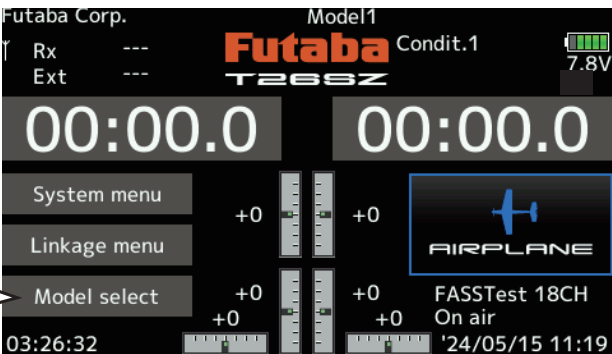 Futaba Corp. Model1
Rx --- Futaba Condit.1
Ext --- T26SZ 7.8V
00:00.0 00:00.0
System menu
+0 +0
Linkage menu AIRPLANE
Model select +0 +0 FASSTest 18CH
+0 +0 On air
03:26:32 '24/05/15 11:19